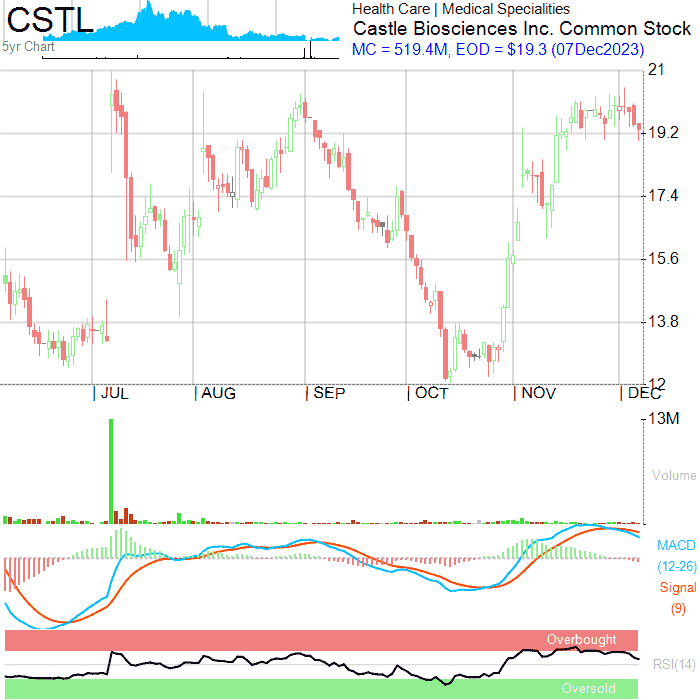 CSTL
5yr Chart
Health Care | Medical Specialities
Castle Biosciences Inc. Common Stock
MC = 519.4M, EOD = $19.3 (07Dec2023)
21
19.2
17.4
15.6
13.8
12
| JUL | AUG | SEP | OCT | NOV | DEC
13M
Volume
MACD
(12-26)
Signal
(9)
Overbought
RSI(14)
Oversold